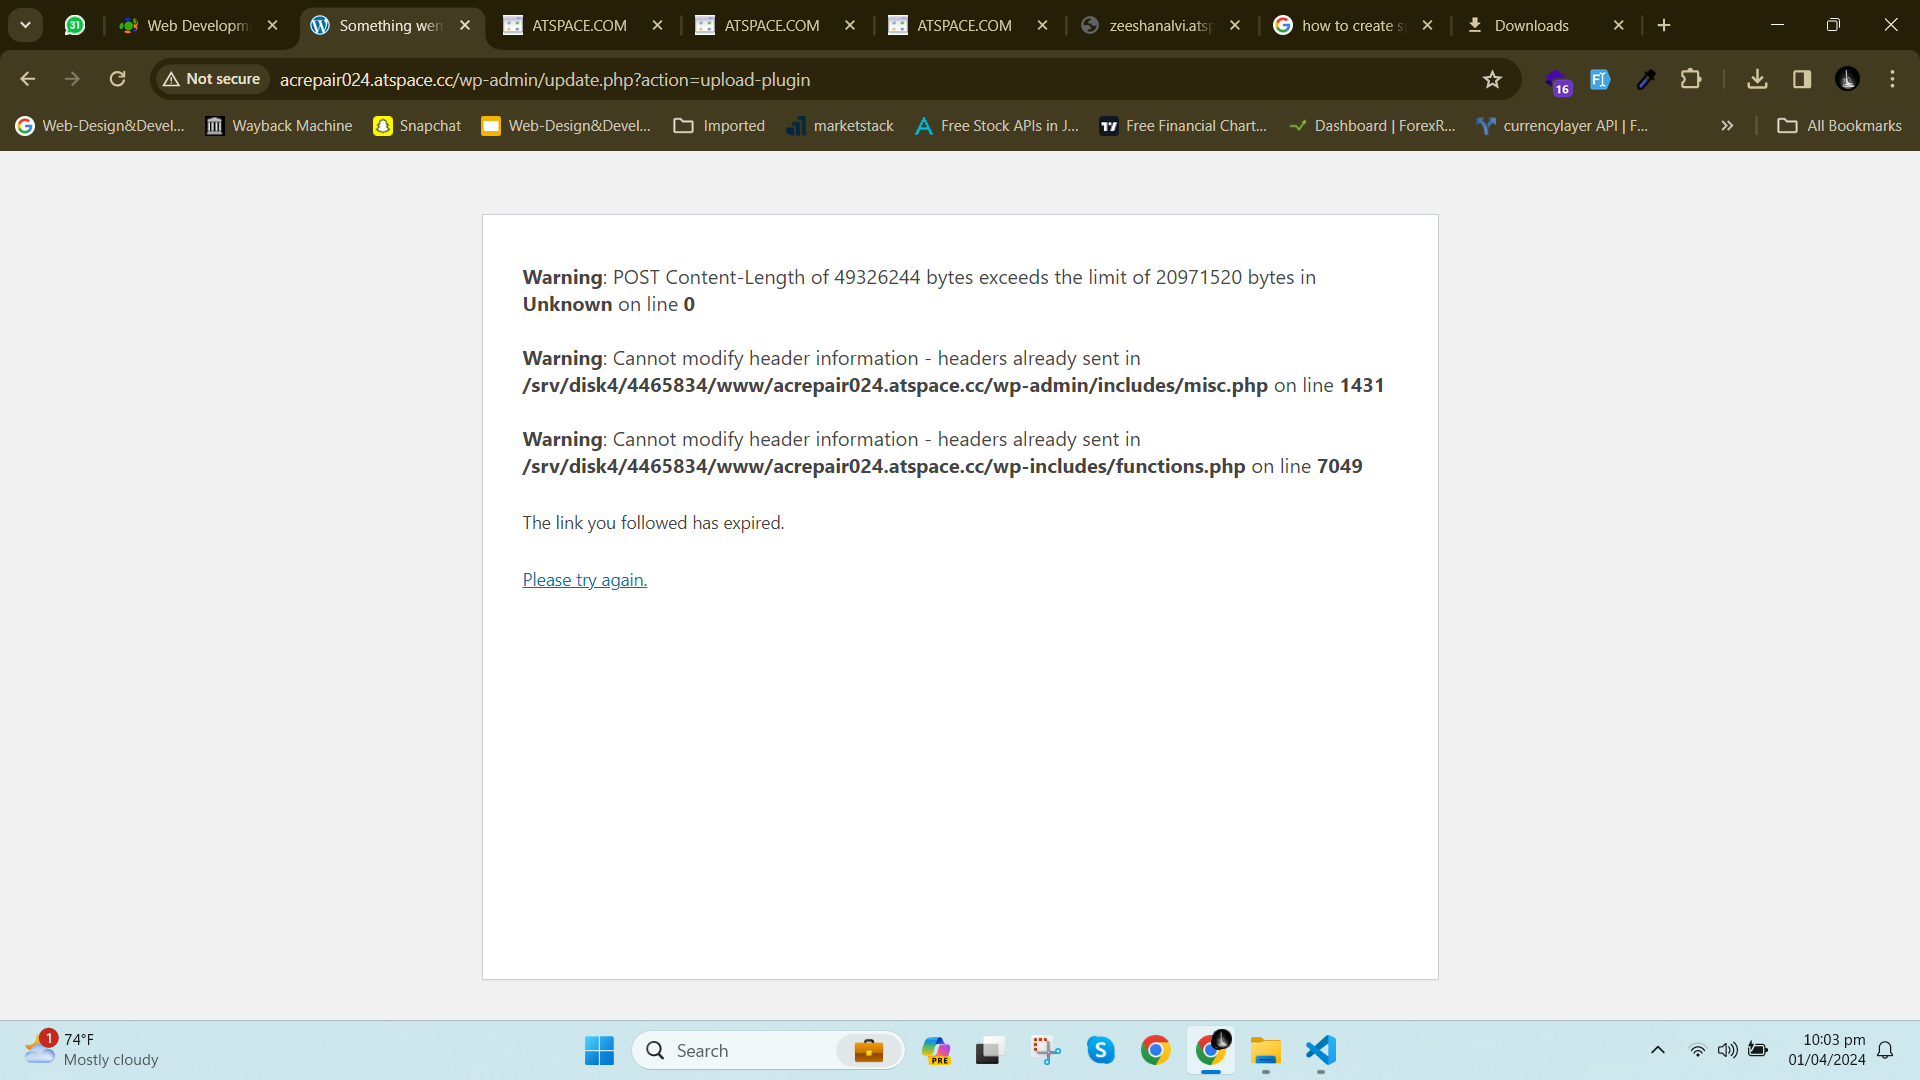 31
Web Developm
Something wen
ATSPACE.COM
ATSPACE.COM
ATSPACE.COM
zeeshanalvi.atsp
how to create s
Downloads
Not secure
acrepair024.atspace.cc/wp-admin/update.php?action=upload-plugin
16
Web-Design&Devel...
Wayback Machine
Snapchat
Web-Design&Devel...
Imported
marketstack
Free Stock APIs in J...
Free Financial Chart...
Dashboard | ForexR...
currencylayer API | F...
All Bookmarks
Warning: POST Content-Length of 49326244 bytes exceeds the limit of 20971520 bytes in
Unknown on line 0
Warning: Cannot modify header information - headers already sent in
/srv/disk4/4465834/www/acrepair024.atspace.cc/wp-admin/includes/misc.php on line 1431
Warning: Cannot modify header information - headers already sent in
/srv/disk4/4465834/www/acrepair024.atspace.cc/wp-includes/functions.php on line 7049
The link you followed has expired.
Please try again.
1
74°F
Mostly cloudy
Search
PRE
10:03 pm
01/04/2024